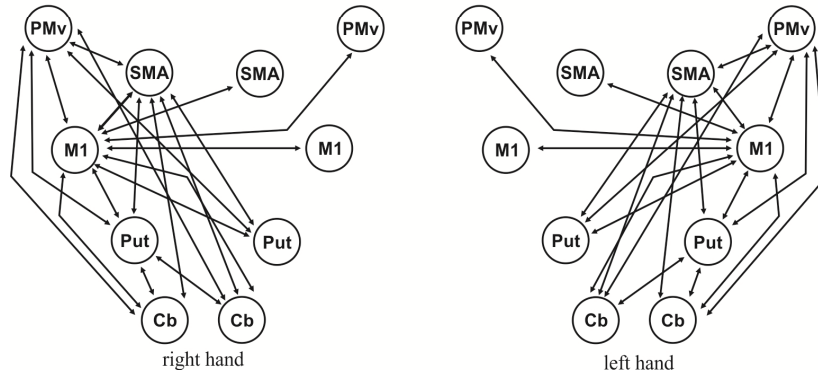 PMv PMv PMv PMv
SMA SMA SMA SMA
M1 M1 M1 M1
Put Put Put Put
Cb Cb Cb Cb
right hand left hand